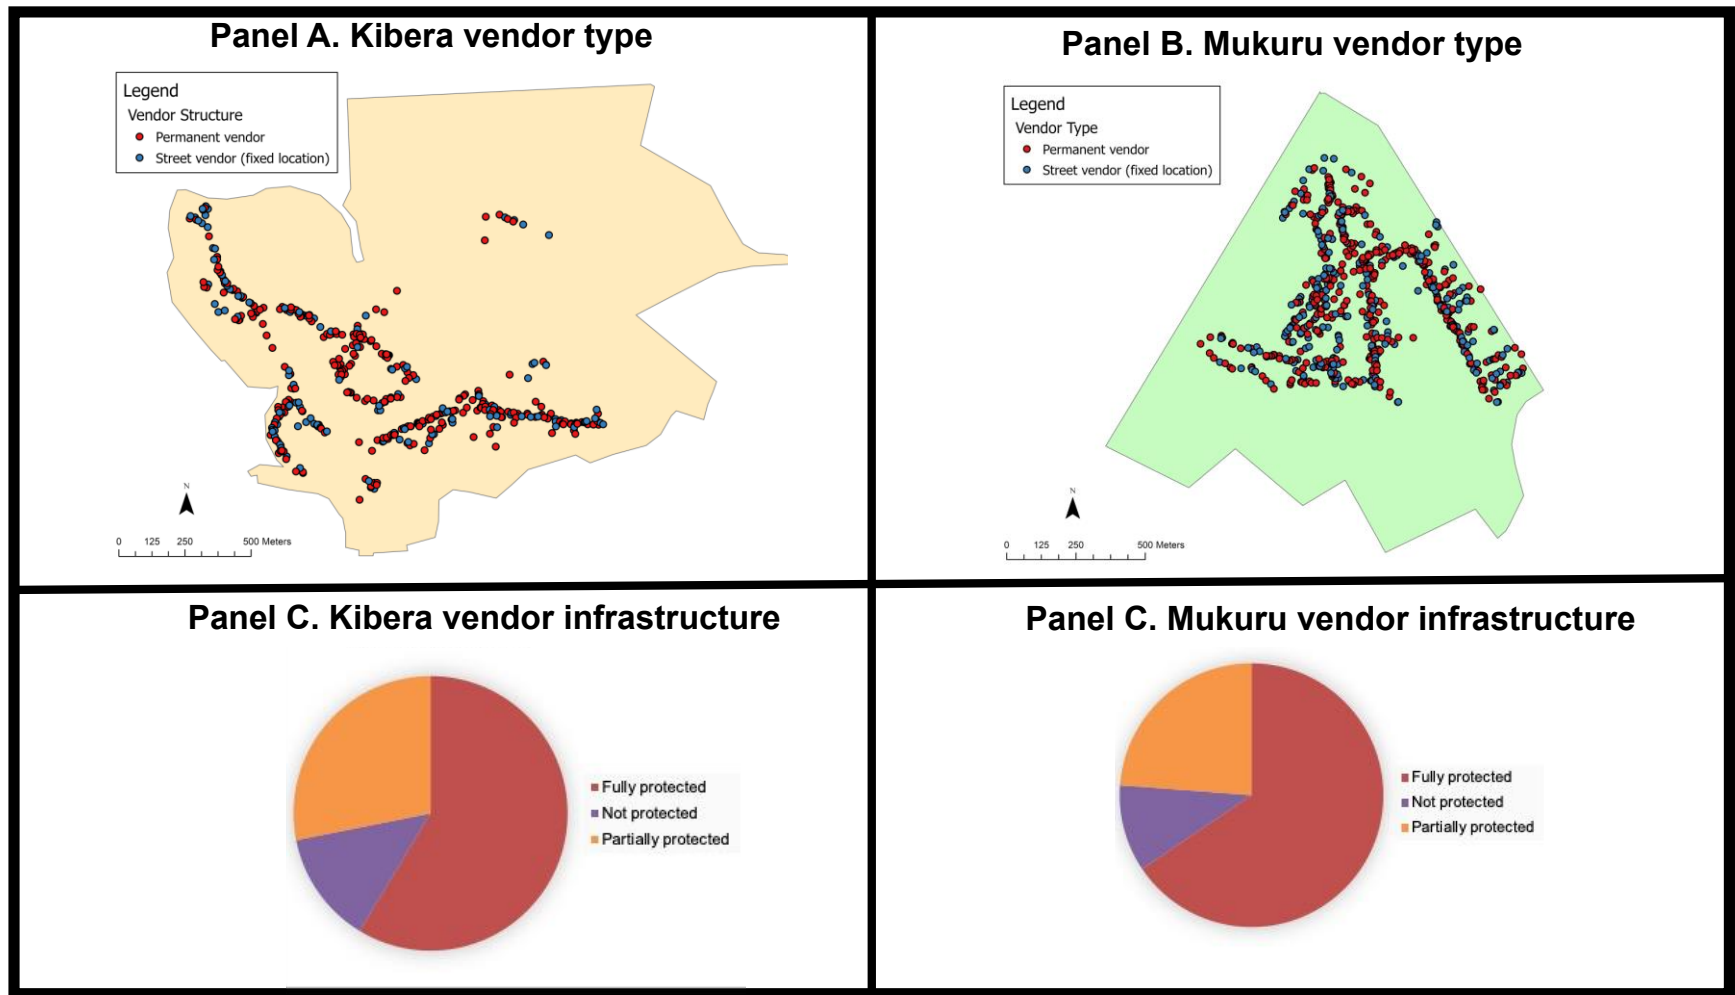 Panel A. Kibera vendor type
Legend
Vendor Structure
Permanent vendor
Street vendor (fixed location)
N
0 125 250 500 Meters
Panel B. Mukuru vendor type
Legend
Vendor Type
Permanent vendor
Street vendor (fixed location)
N
0 125 250 500 Meters
Panel C. Kibera vendor infrastructure
Fully protected
Not protected
Partially protected
Panel C. Mukuru vendor infrastructure
Fully protected
Not protected
Partially protected